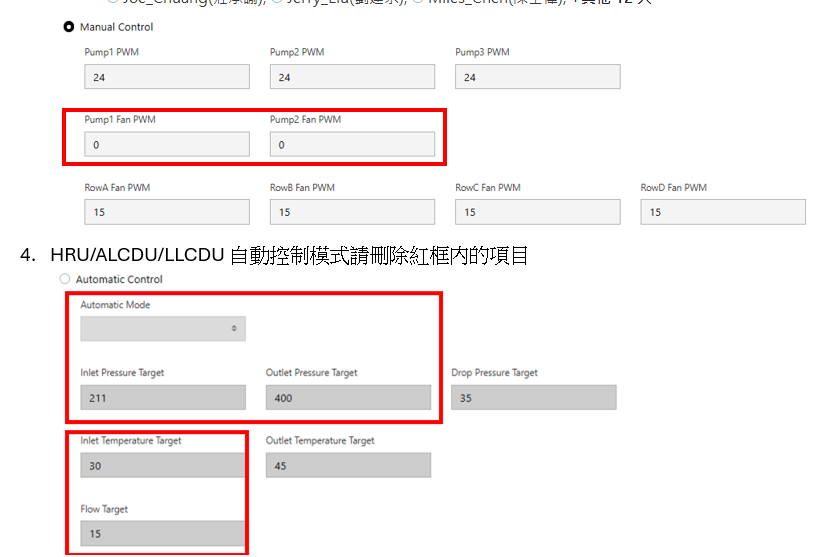 Manual Control
Pump1 PWM Pump2 PWM Pump3 PWM
24 24 24
Pump1 Fan PWM Pump2 Fan PWM
0 0
RowA Fan PWM RowB Fan PWM RowC Fan PWM RowD Fan PWM
15 15 15 15
4. HRU/ALCDU/LLCDU 自動控制模式請刪除紅框內的項目
Automatic Control
Automatic Mode
Inlet Pressure Target Outlet Pressure Target Drop Pressure Target
211 400 35
Inlet Temperature Target Outlet Temperature Target
30 45
Flow Target
15